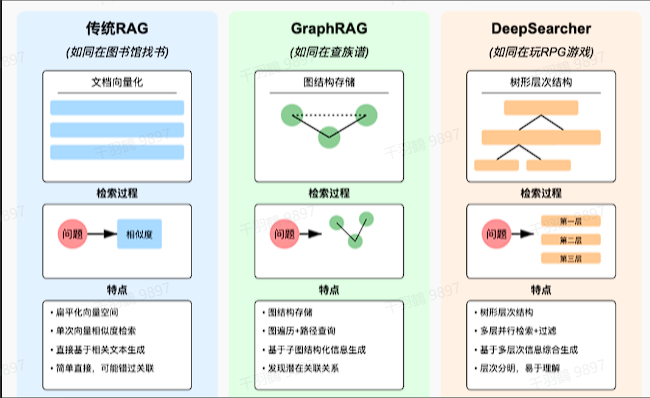 传统RAG
(如同在图书馆找书)
文档向量化
检索过程
问题
相似度
特点
• 扁平化向量空间
• 单次向量相似度检索
• 直接基于相关文本生成
• 简单直接，可能错过关联
GraphRAG
(如同在查族谱)
图结构存储
检索过程
问题
特点
• 图结构存储
• 图遍历+路径查询
• 基于子图结构化信息生成
• 发现潜在关联关系
DeepSearcher
(如同在玩RPG游戏)
树形层次结构
检索过程
问题
第一层
第二层
第三层
特点
• 树形层次结构
• 多层并行检索+过滤
• 基于多层次信息综合生成
• 层次分明，易于理解